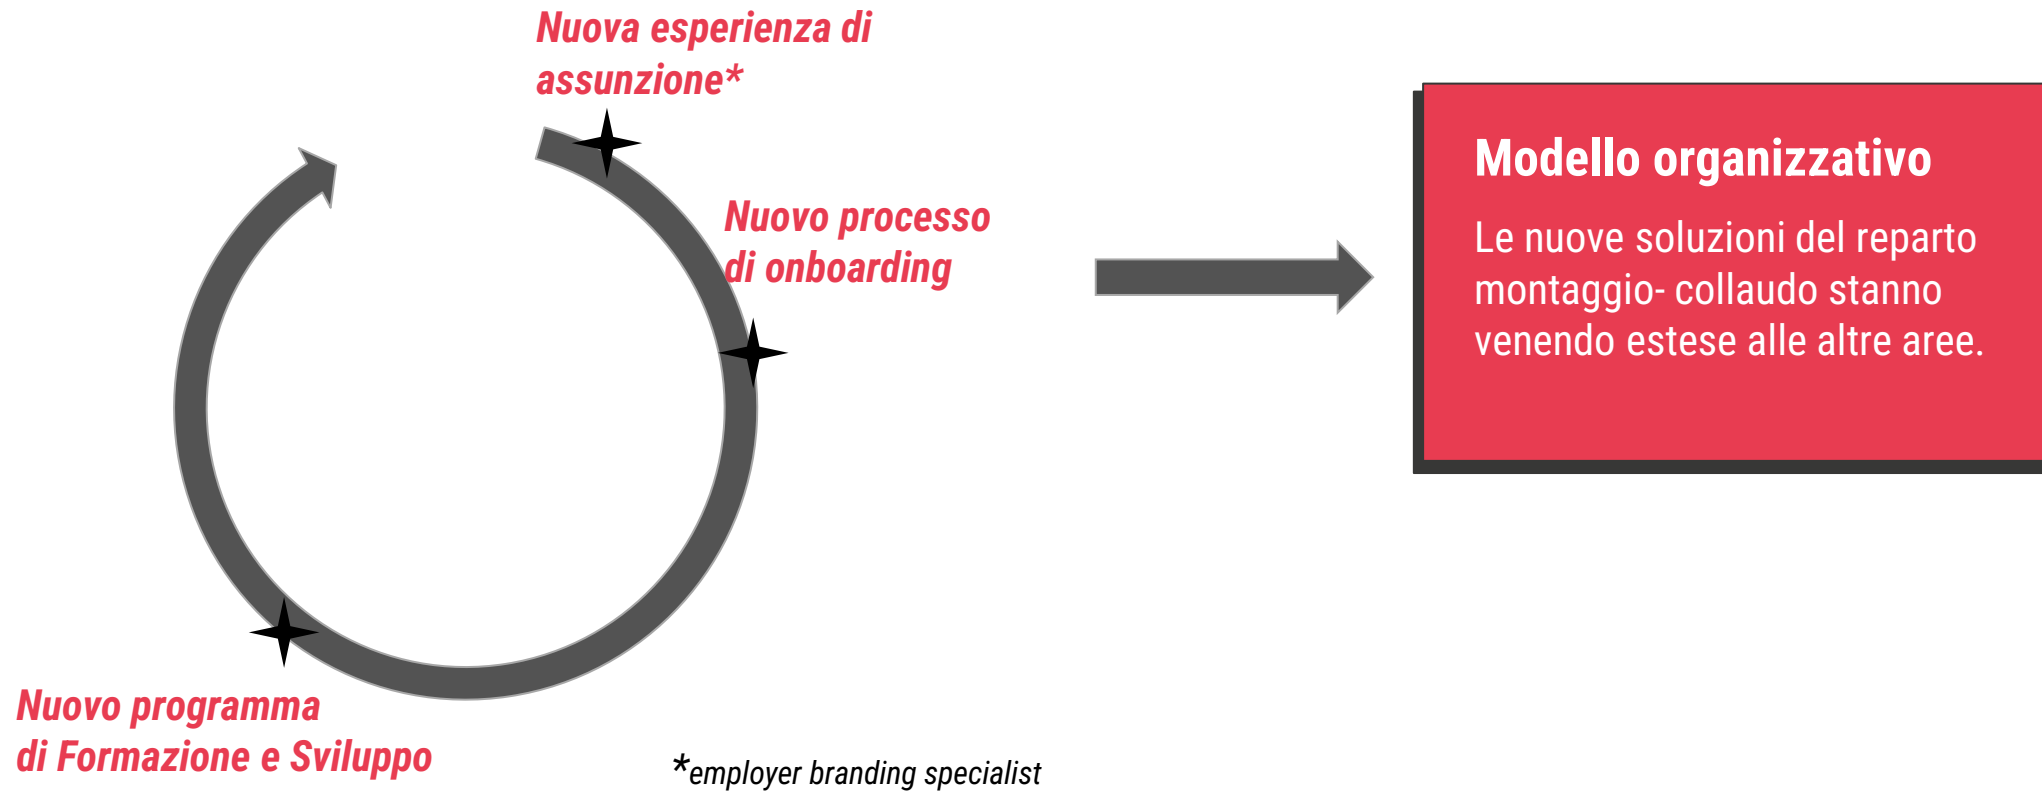 Nuova esperienza di
assunzione*
Nuovo processo
di onboarding
Nuovo programma
di Formazione e Sviluppo
*employer branding specialist
Modello organizzativo
Le nuove soluzioni del reparto
montaggio- collaudo stanno
venendo estese alle altre aree.